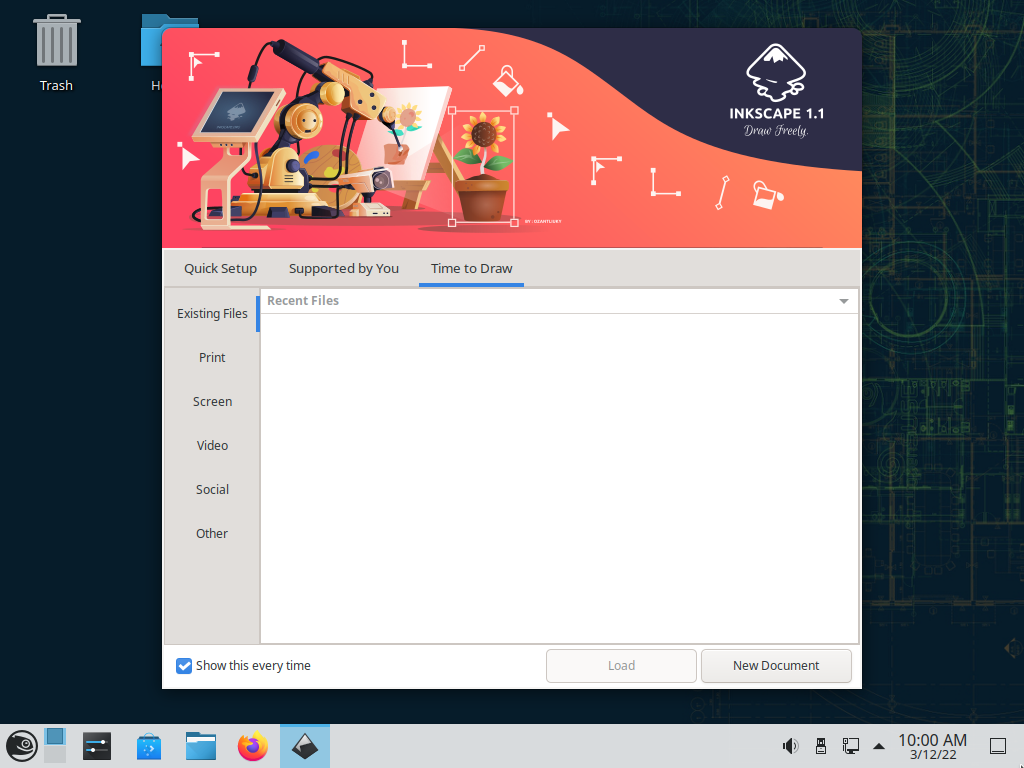 Trash
INKSCAPE 1.1
Draw Freely.
BY : DIANTLIGHT
Quick Setup
Supported by You
Time to Draw
Existing Files
Recent Files
Print
Screen
Video
Social
Other
Show this every time
Load
New Document
10:00 AM
3/12/22